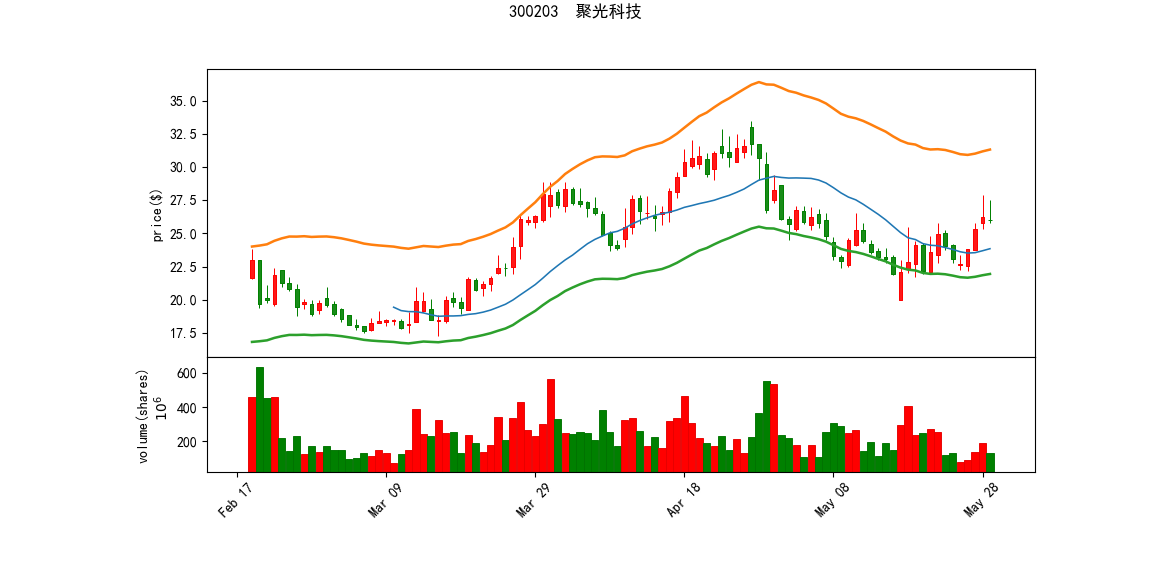 300203  聚光科技
price($)
35.0
32.5
30.0
27.5
25.0
22.5
20.0
17.5
volume(shares)
10^6
600
400
200
Feb 17
Mar 09
Mar 29
Apr 18
May 08
May 28